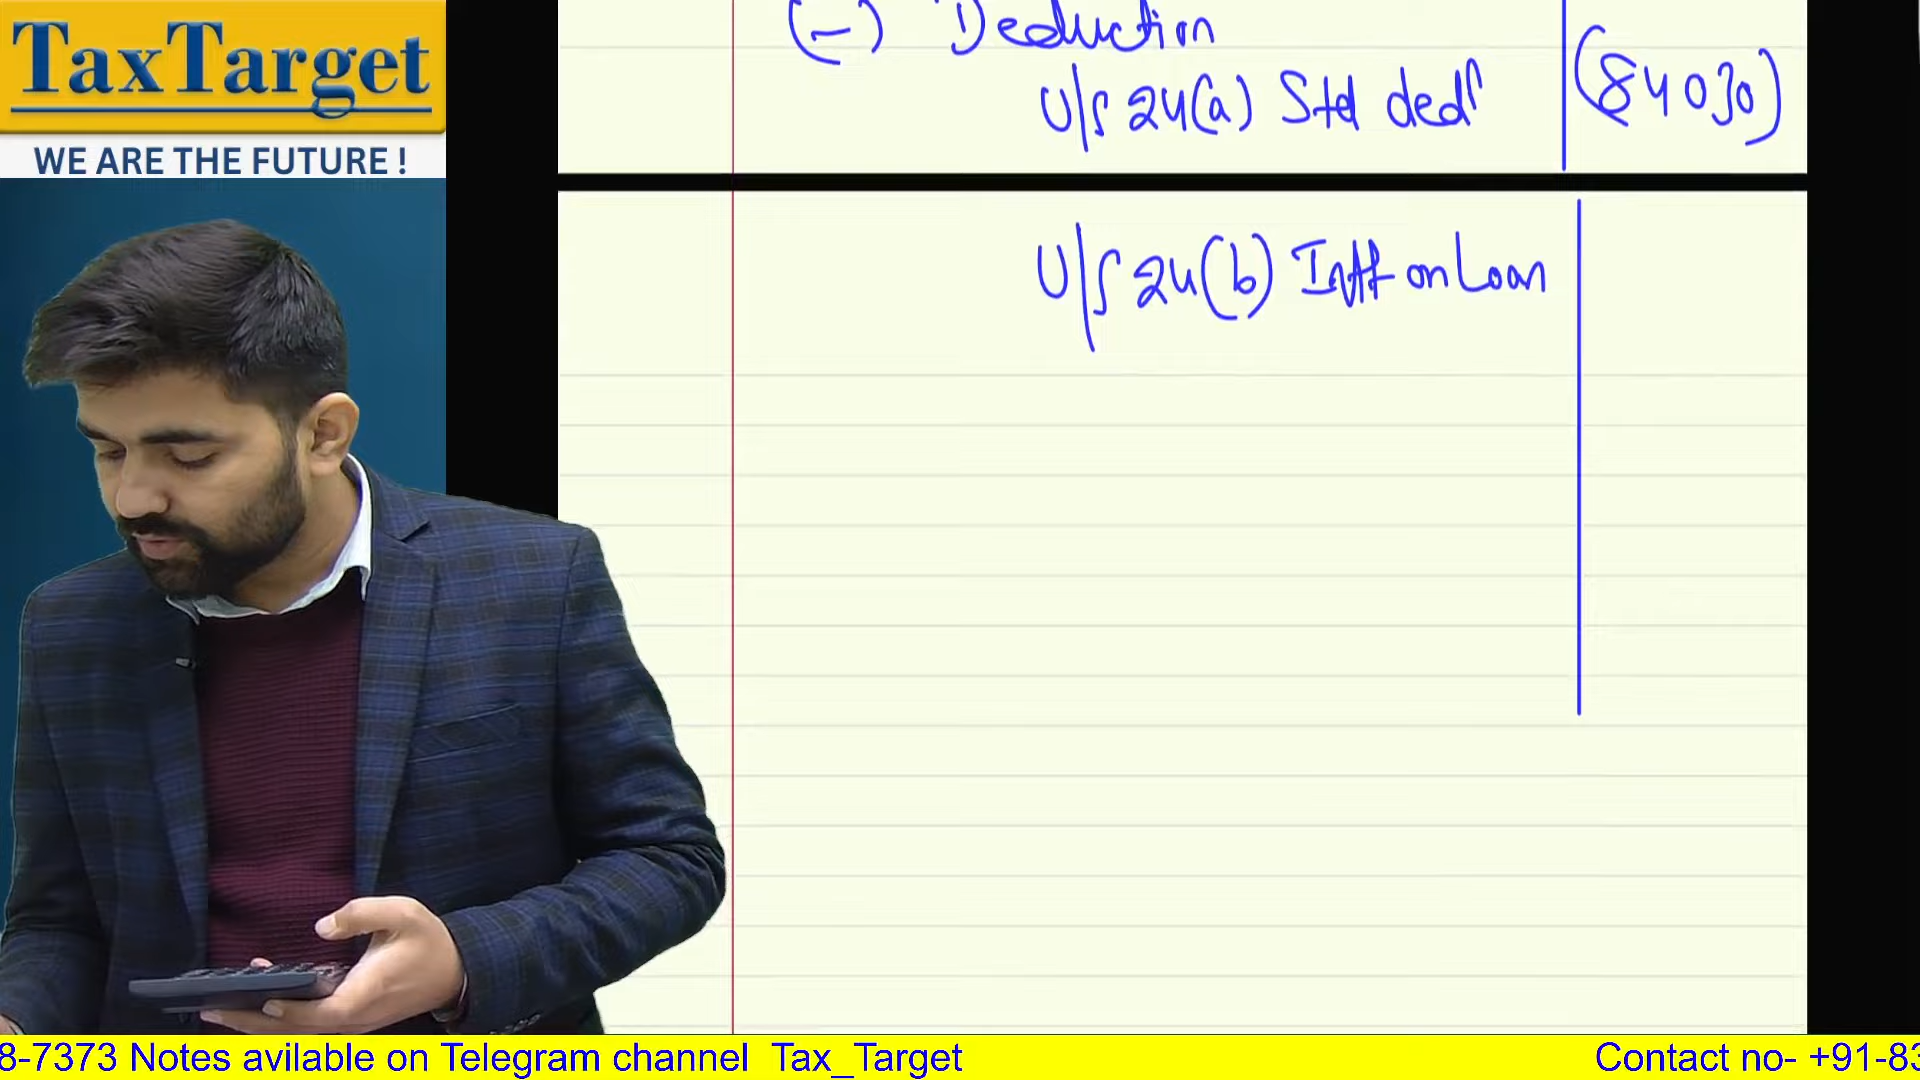 TaxTarget
WE ARE THE FUTURE !
(-) Deduction
U/s 24(a) Std dedn (84030)
U/s 24(b) Intt on Loan
8-7373 Notes avilable on Telegram channel Tax_Target
Contact no- +91-83